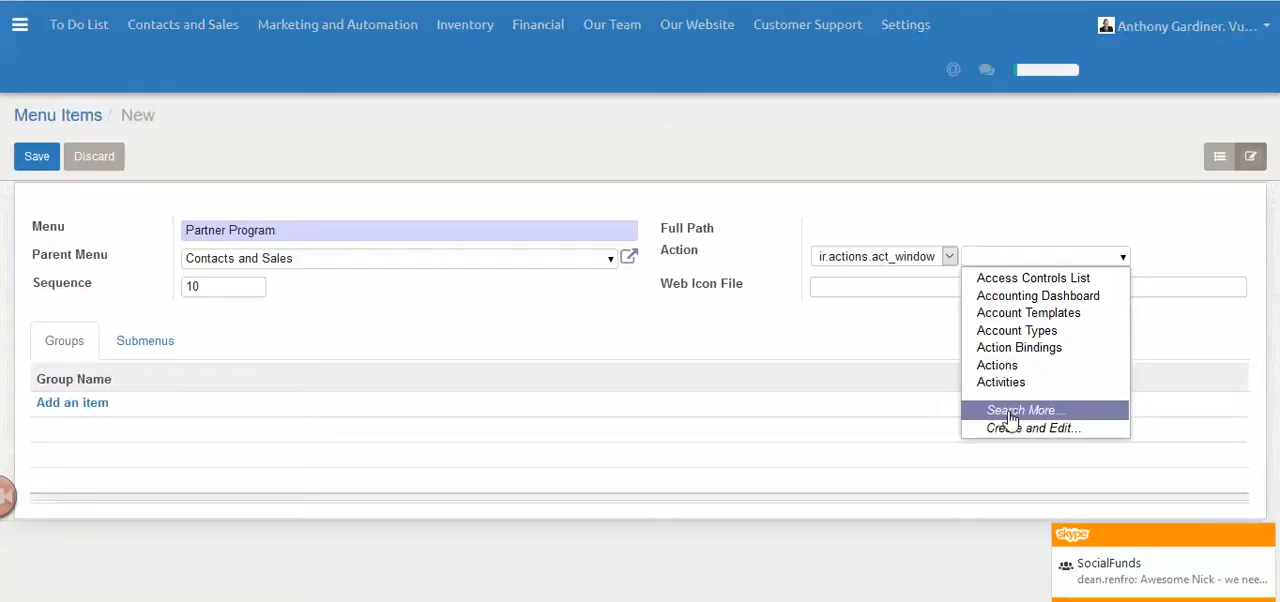 To Do List Contacts and Sales Marketing and Automation Inventory Financial Our Team Our Website Customer Support Settings Anthony Gardiner. Vu...
@
Menu Items / New
Save Discard
Menu Partner Program Full Path
Parent Menu Contacts and Sales Action ir.actions.act_window
Sequence 10 Web Icon File
Access Controls List
Accounting Dashboard
Account Templates
Account Types
Action Bindings
Actions
Activities
Search More...
Create and Edit...
Groups Submenus
Group Name
Add an item
skype
SocialFunds
dean.renfro: Awesome Nick - we nee...